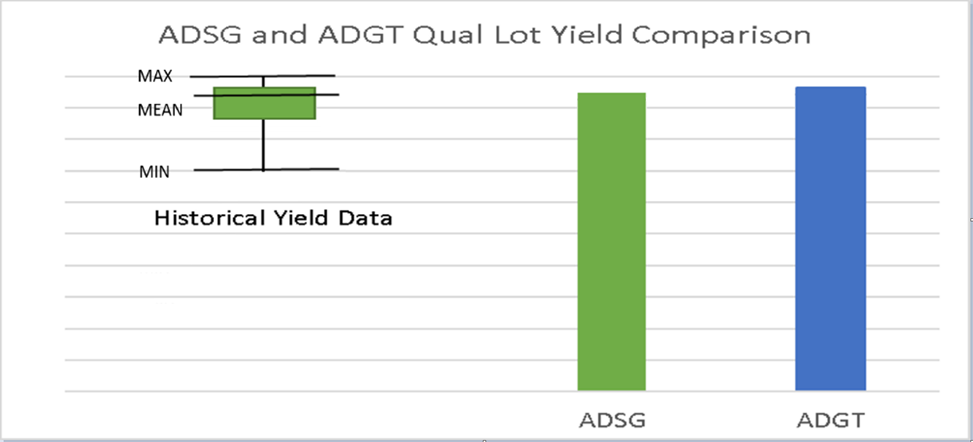 ADSG and ADGT Qual Lot Yield Comparison
MAX
MEAN
MIN
Historical Yield Data
ADSG
ADGT